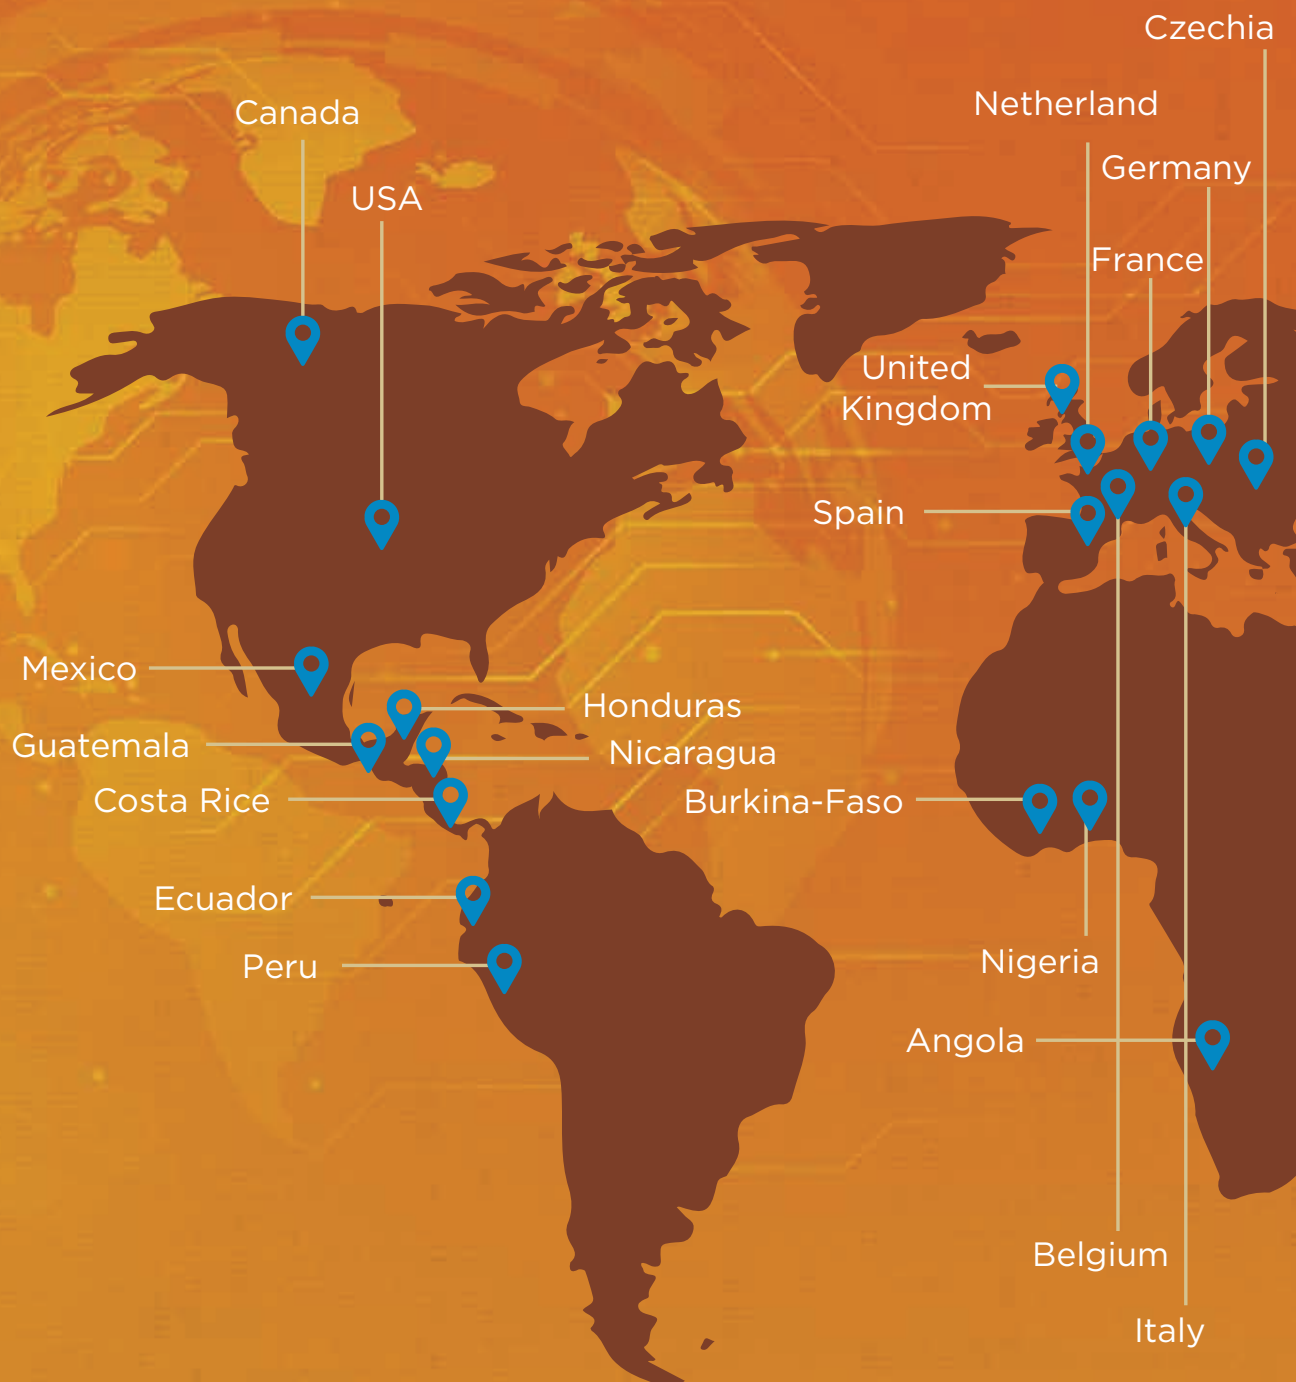 Czechia
Netherland
Canada
Germany
USA
France
United
Kingdom
Spain
Mexico
Honduras
Guatemala
Nicaragua
Costa Rice
Burkina-Faso
Ecuador
Nigeria
Peru
Angola
Belgium
Italy